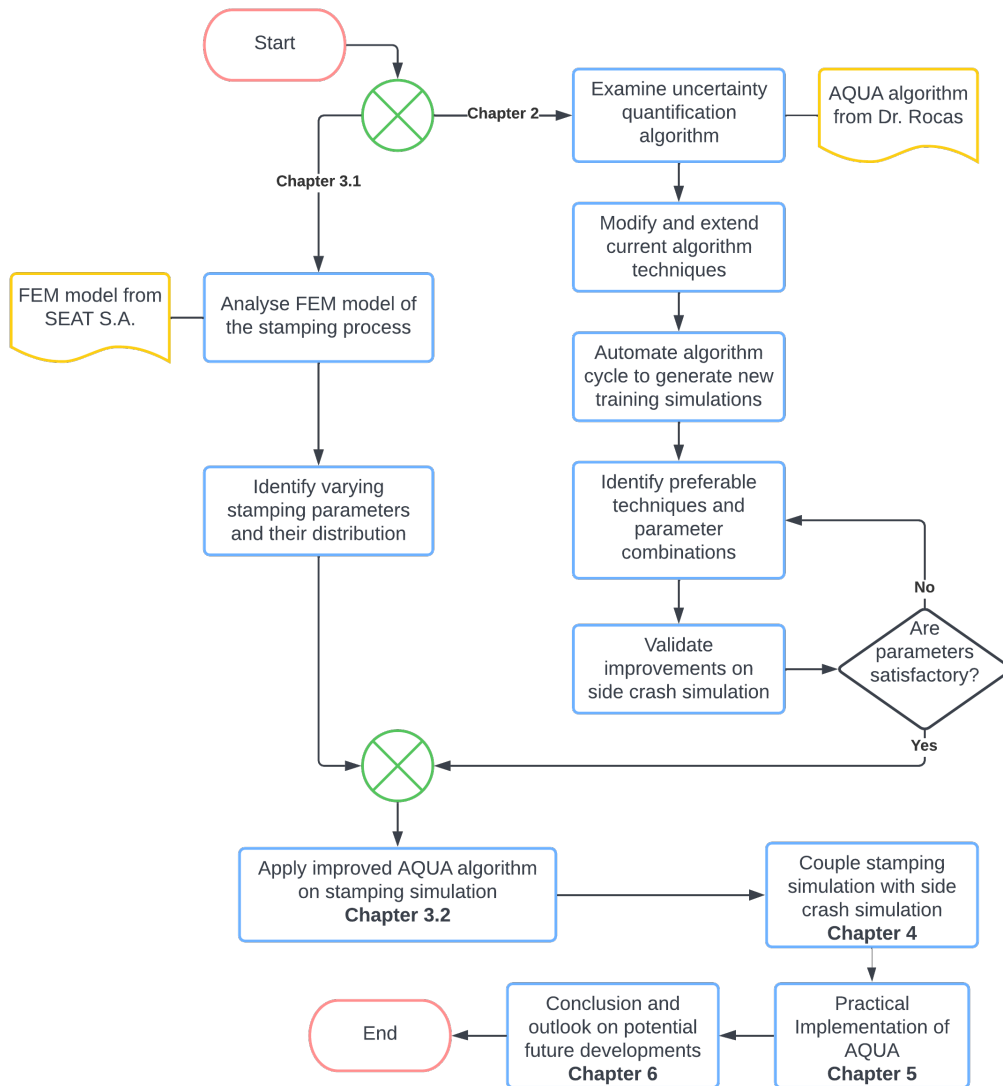 Start
Chapter 2
Examine uncertainty
quantification
algorithm
AQUA algorithm
from Dr. Rocas
Chapter 3.1
Modify and extend
current algorithm
techniques
FEM model from
SEAT S.A.
Analyse FEM model of
the stamping process
Automate algorithm
cycle to generate new
training simulations
Identify varying
stamping parameters
and their distribution
Identify preferable
techniques and
parameter
combinations
No
Validate
improvements on
side crash simulation
Are
parameters
satisfactory?
Yes
Apply improved AQUA algorithm
on stamping simulation
Chapter 3.2
Couple stamping
simulation with side
crash simulation
Chapter 4
Practical
Implementation of
AQUA
Chapter 5
Conclusion and
outlook on potential
future developments
Chapter 6
End